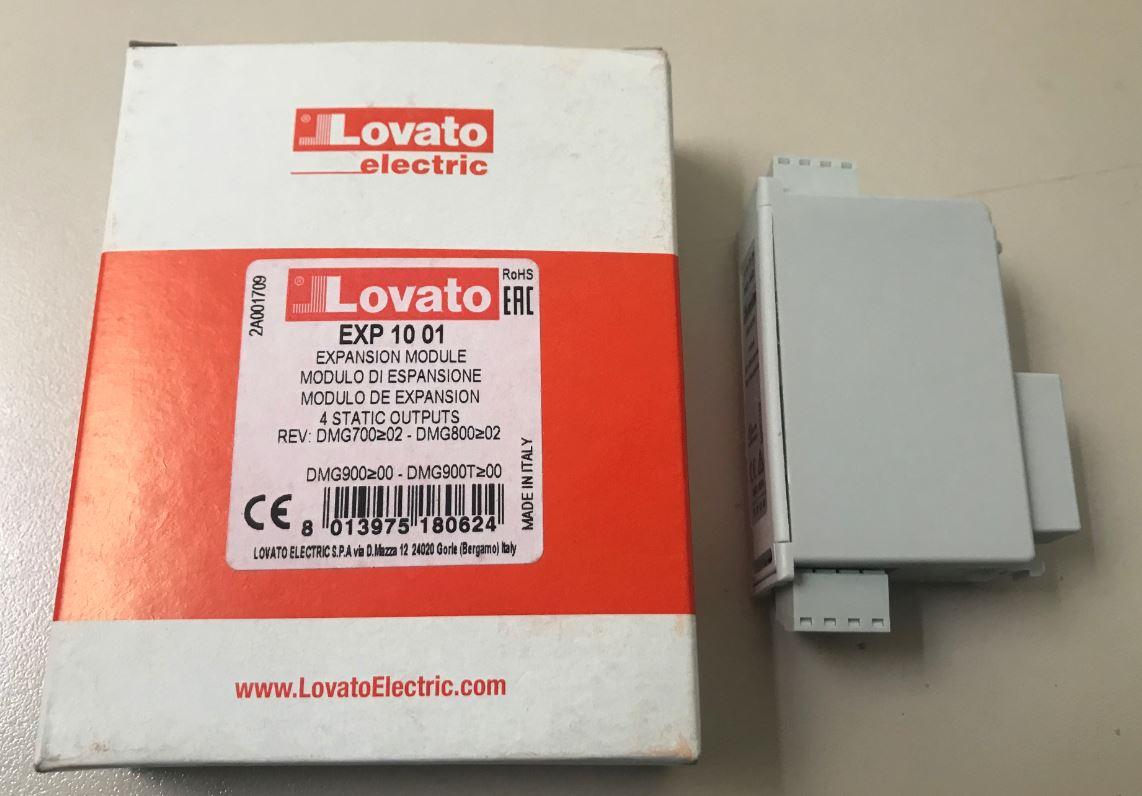 Lovato
electric
2A001709
Lovato
RoHS
EAC
EXP 10 01
EXPANSION MODULE
MODULO DI ESPANSIONE
MODULO DE EXPANSION
4 STATIC OUTPUTS
REV: DMG700≥02 - DMG800≥02
DMG900≥00 - DMG900T≥00
MADE IN ITALY
CE
8 013975 180624
LOVATO ELECTRIC S.P.A via D.Mazza 12 24020 Gorle (Bergamo) Italy
www.LovatoElectric.com